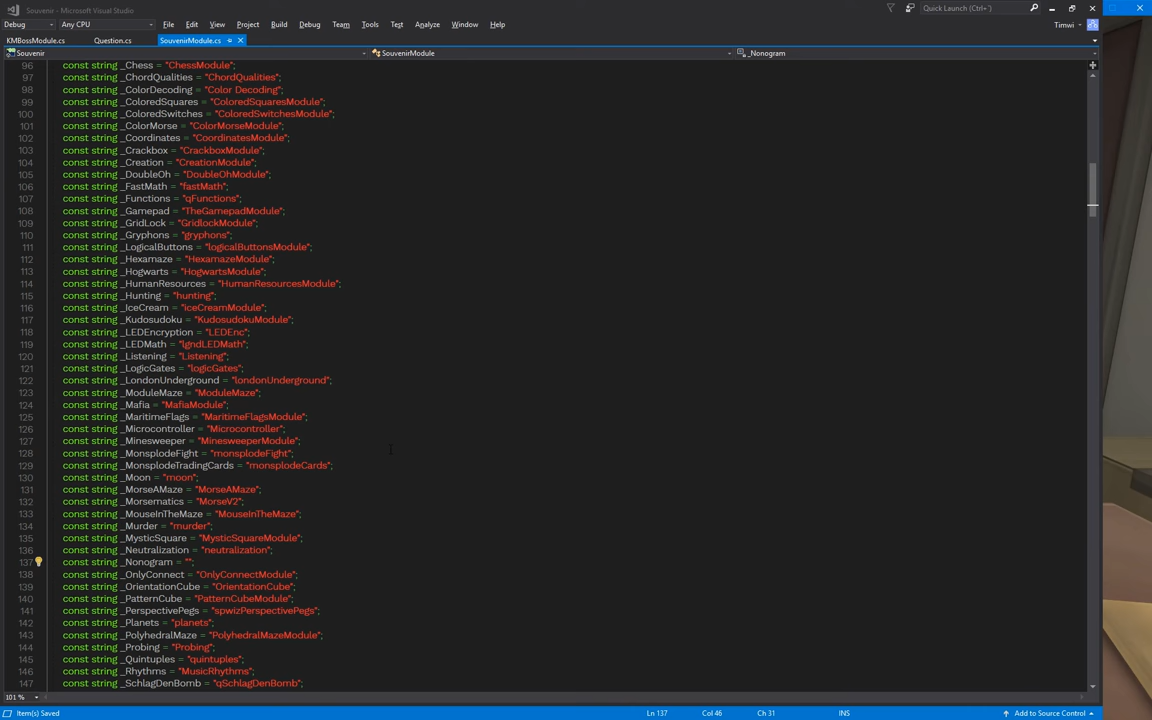 Souvenir - Microsoft Visual Studio
Quick Launch (Ctrl+')
File Edit View Project Build Debug Team Tools Test Analyze Window Help
Timwi
Debug Any CPU
KMBossModule.cs Question.cs SouvenirModule.cs
Souvenir SouvenirModule _Nonogram
96 const string _Chess = "ChessModule";
97 const string _ChordQualities = "ChordQualities";
98 const string _ColorDecoding = "Color Decoding";
99 const string _ColoredSquares = "ColoredSquaresModule";
100 const string _ColoredSwitches = "ColoredSwitchesModule";
101 const string _ColorMorse = "ColorMorseModule";
102 const string _Coordinates = "CoordinatesModule";
103 const string _Crackbox = "CrackboxModule";
104 const string _Creation = "CreationModule";
105 const string _DoubleOh = "DoubleOhModule";
106 const string _FastMath = "fastMath";
107 const string _Functions = "qFunctions";
108 const string _Gamepad = "TheGamepadModule";
109 const string _GridLock = "GridlockModule";
110 const string _Gryphons = "gryphons";
111 const string _LogicalButtons = "logicalButtonsModule";
112 const string _Hexamaze = "HexamazeModule";
113 const string _Hogwarts = "HogwartsModule";
114 const string _HumanResources = "HumanResourcesModule";
115 const string _Hunting = "hunting";
116 const string _IceCream = "iceCreamModule";
117 const string _Kudosudoku = "KudosudokuModule";
118 const string _LEDEncryption = "LEDEnc";
119 const string _LEDMath = "lgndLEDMath";
120 const string _Listening = "Listening";
121 const string _LogicGates = "logicGates";
122 const string _LondonUnderground = "londonUnderground";
123 const string _ModuleMaze = "ModuleMaze";
124 const string _Mafia = "MafiaModule";
125 const string _MaritimeFlags = "MaritimeFlagsModule";
126 const string _Microcontroller = "Microcontroller";
127 const string _Minesweeper = "MinesweeperModule";
128 const string _MonsplodeFight = "monsplodeFight";
129 const string _MonsplodeTradingCards = "monsplodeCards";
130 const string _Moon = "moon";
131 const string _MorseAMaze = "MorseAMaze";
132 const string _Morsematics = "MorseV2";
133 const string _MouseInTheMaze = "MouseInTheMaze";
134 const string _Murder = "murder";
135 const string _MysticSquare = "MysticSquareModule";
136 const string _Neutralization = "neutralization";
137 const string _Nonogram = "";
138 const string _OnlyConnect = "OnlyConnectModule";
139 const string _OrientationCube = "OrientationCube";
140 const string _PatternCube = "PatternCubeModule";
141 const string _PerspectivePegs = "spwizPerspectivePegs";
142 const string _Planets = "planets";
143 const string _PolyhedralMaze = "PolyhedralMazeModule";
144 const string _Probing = "Probing";
145 const string _Quintuples = "quintuples";
146 const string _Rhythms = "MusicRhythms";
147 const string _SchlagDenBomb = "qSchlagDenBomb";
101 %
Item(s) Saved Ln 137 Col 46 Ch 31 INS Add to Source Control